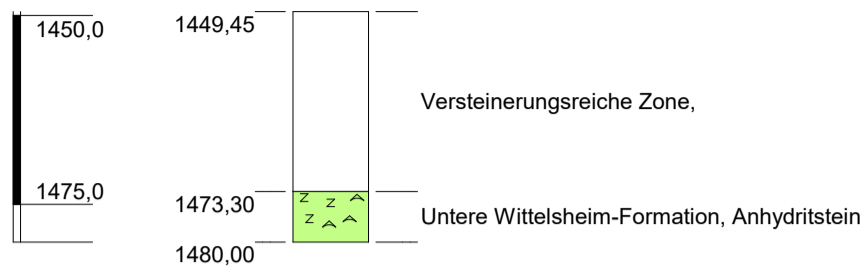 1450,0
1449,45
Versteinerungsreiche Zone,
1475,0
1473,30
Untere Wittelsheim-Formation, Anhydritstein
1480,00